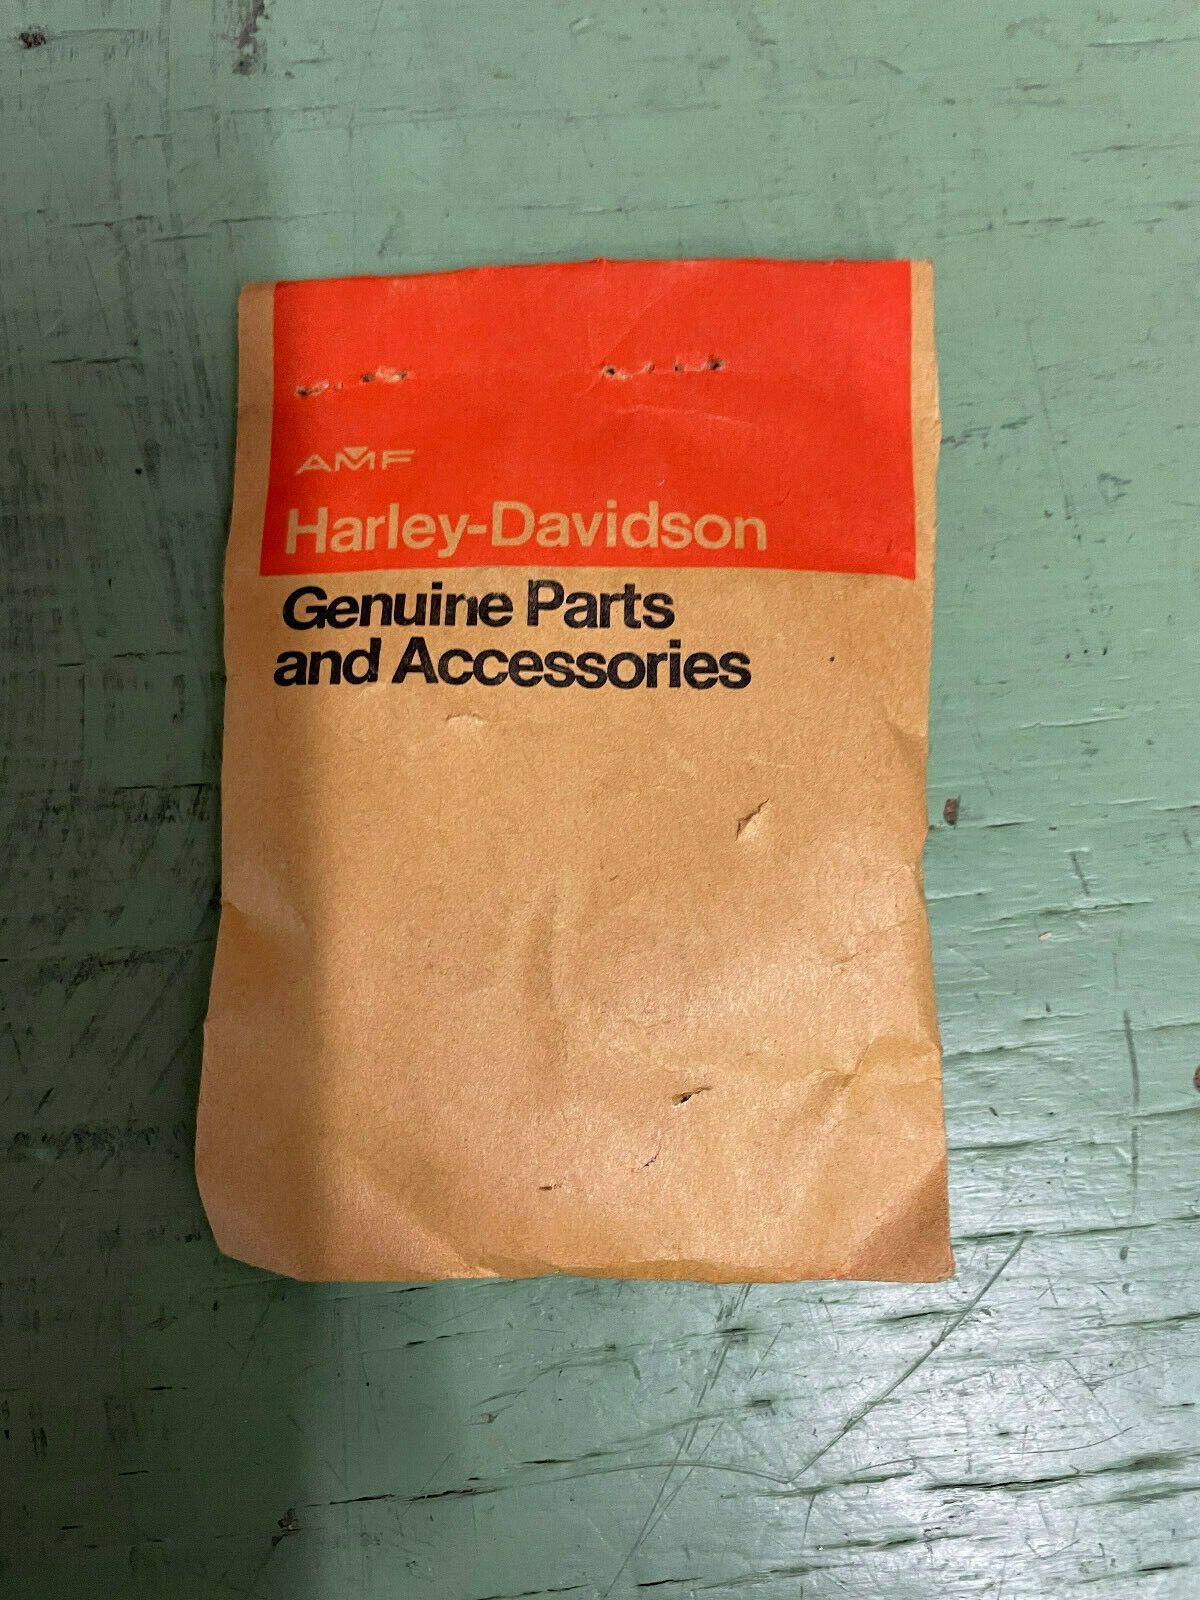 AMF
Harley-Davidson
Genuine Parts
and Accessories